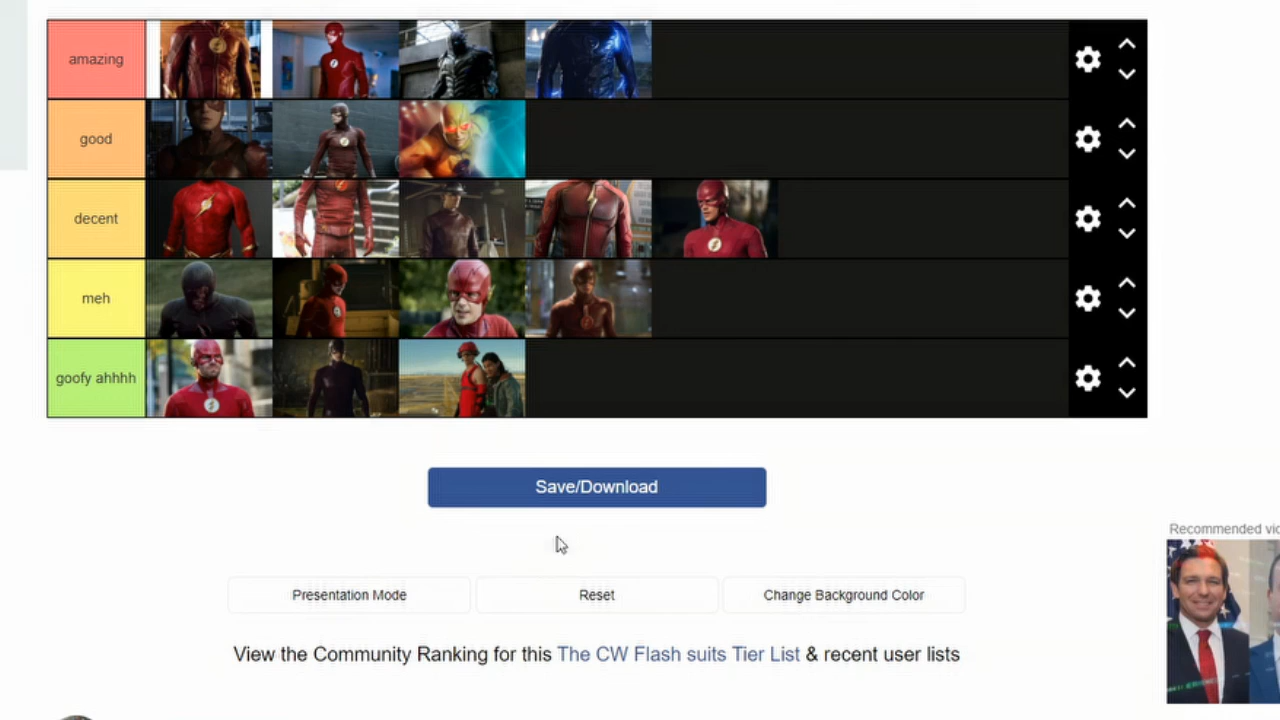 amazing
good
decent
meh
goofy ahhhh
Save/Download
Recommended vid
Presentation Mode
Reset
Change Background Color
View the Community Ranking for this The CW Flash suits Tier List & recent user lists